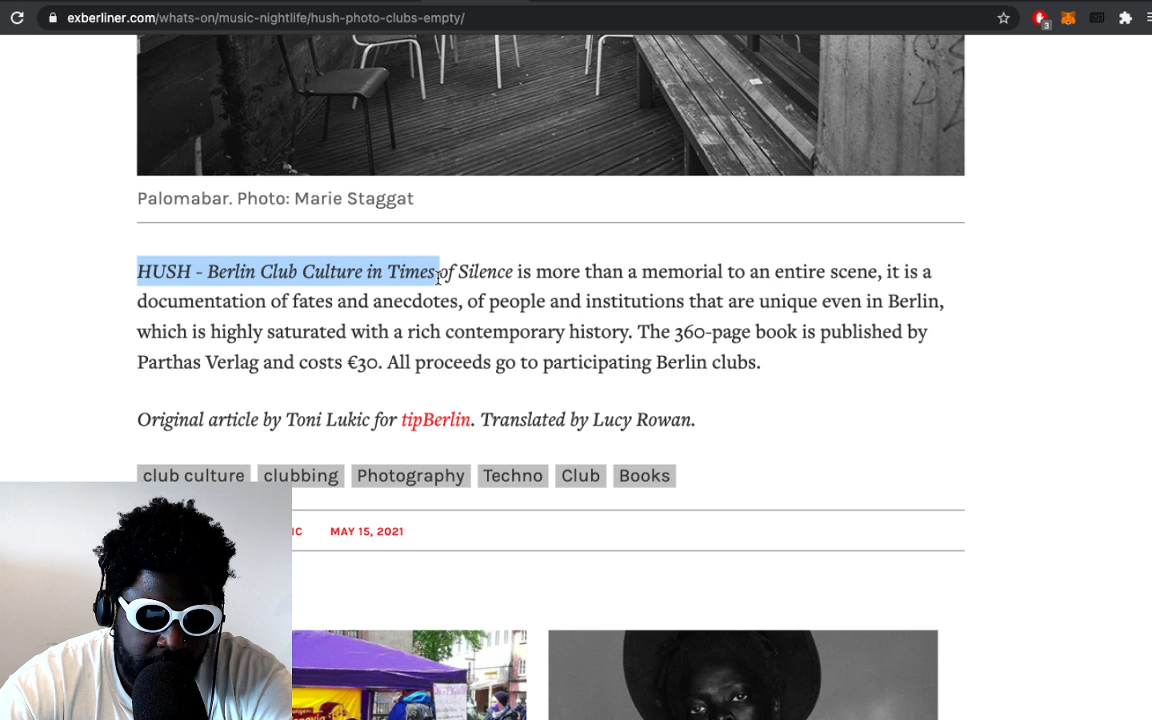 exberliner.com/whats-on/music-nightlife/hush-photo-clubs-empty/
3
Palomabar. Photo: Marie Staggat
HUSH - Berlin Club Culture in Times of Silence is more than a memorial to an entire scene, it is a
documentation of fates and anecdotes, of people and institutions that are unique even in Berlin,
which is highly saturated with a rich contemporary history. The 360-page book is published by
Parthas Verlag and costs €30. All proceeds go to participating Berlin clubs.
Original article by Toni Lukic for tipBerlin. Translated by Lucy Rowan.
club culture clubbing Photography Techno Club Books
IC MAY 15, 2021